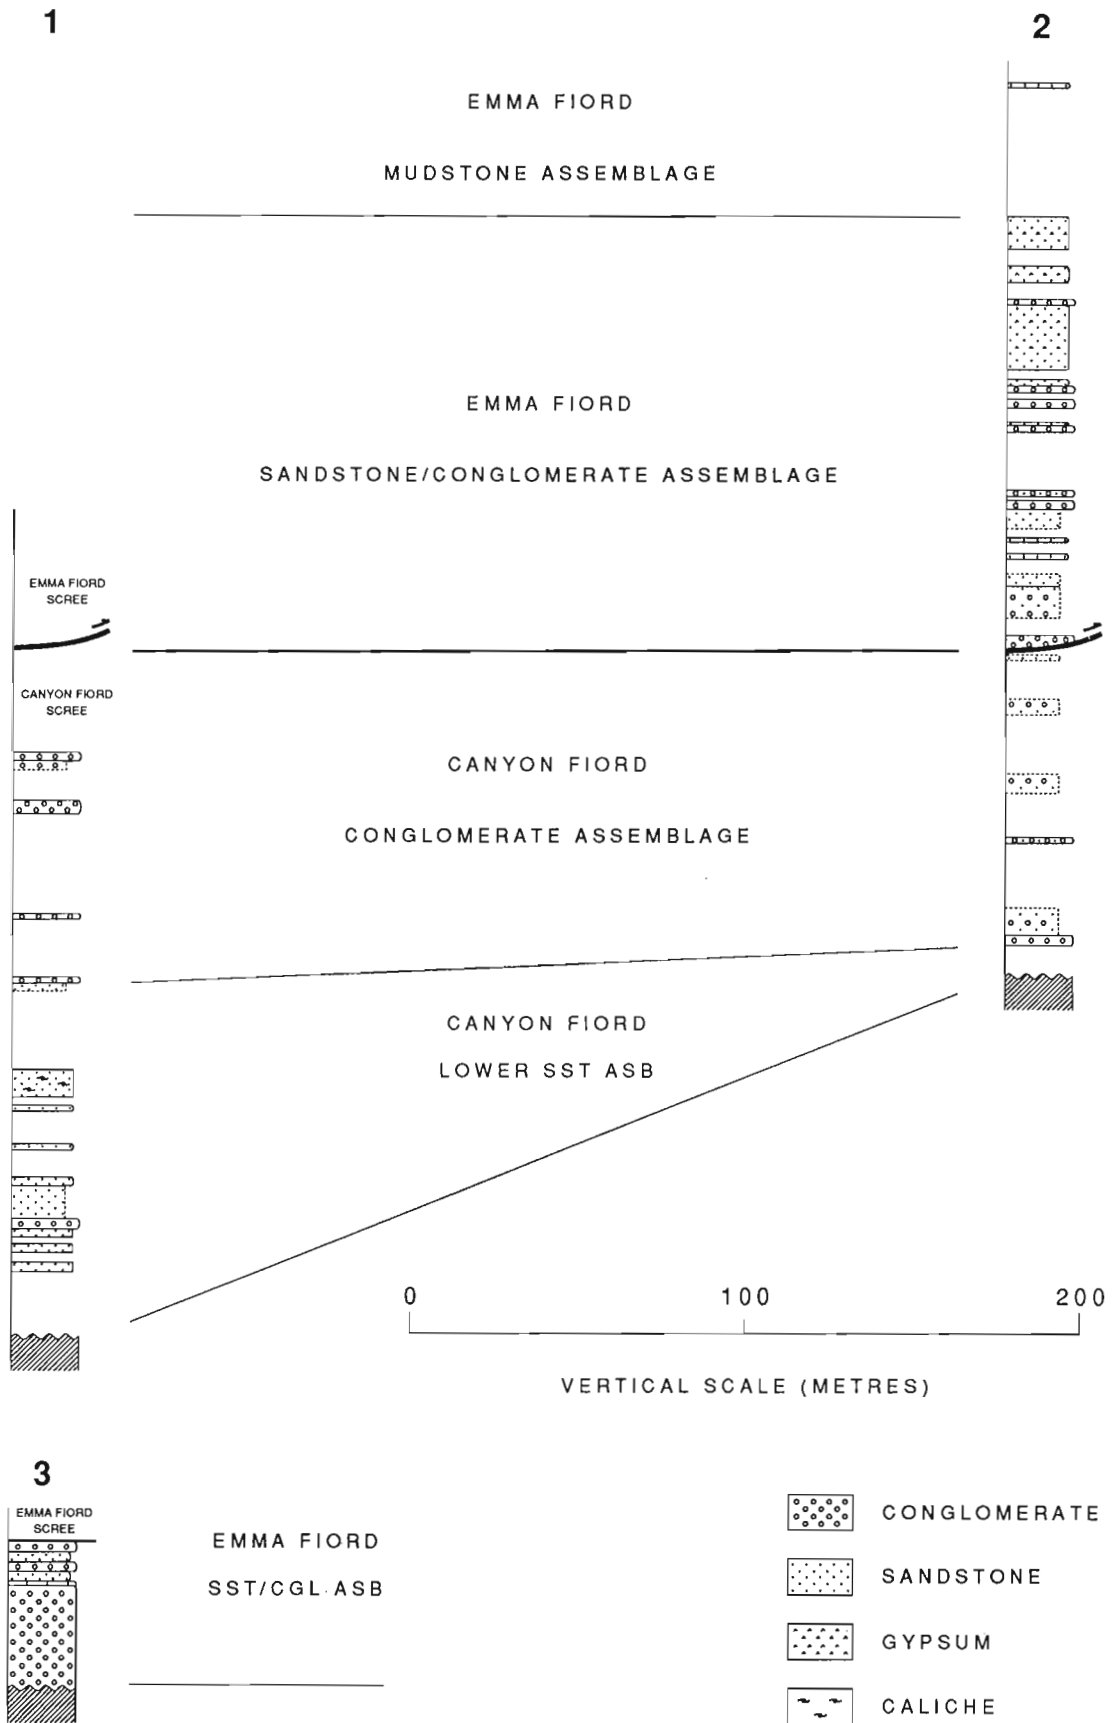 1
2
EMMA FIORD
MUDSTONE ASSEMBLAGE
EMMA FIORD
SANDSTONE/CONGLOMERATE ASSEMBLAGE
EMMA FIORD
SCREE
CANYON FIORD
SCREE
CANYON FIORD
CONGLOMERATE ASSEMBLAGE
CANYON FIORD
LOWER SST ASB
0 100 200
VERTICAL SCALE (METRES)
3
EMMA FIORD
SCREE
EMMA FIORD
SST/CGL ASB
CONGLOMERATE
SANDSTONE
GYPSUM
CALICHE